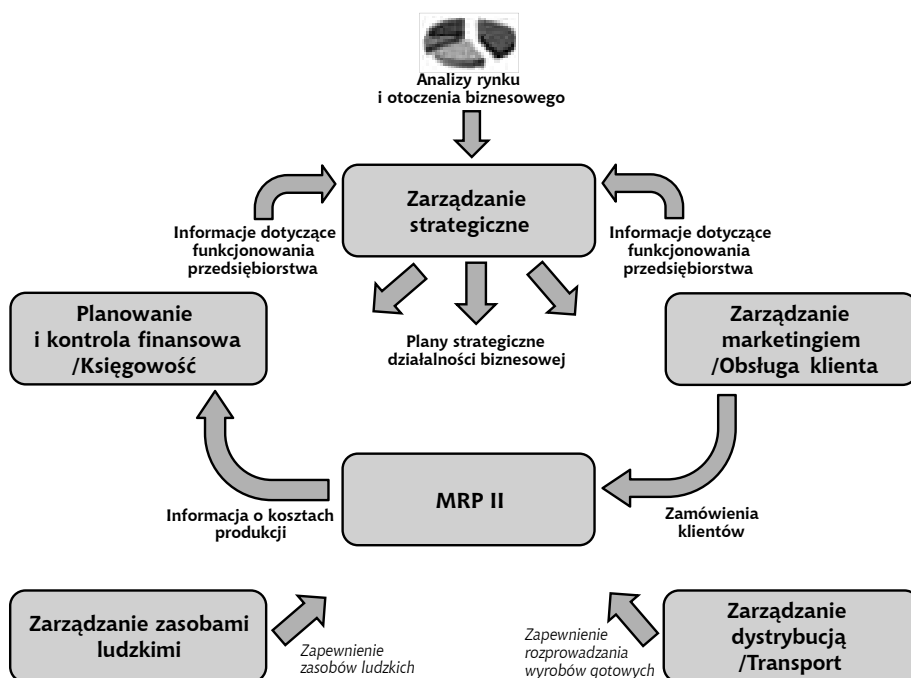 Analizy rynku
i otoczenia biznesowego
Zarządzanie
strategiczne
Informacje dotyczące
funkcjonowania
przedsiębiorstwa
Informacje dotyczące
funkcjonowania
przedsiębiorstwa
Planowanie
i kontrola finansowa
/Księgowość
Plany strategiczne
działalności biznesowej
Zarządzanie
marketingiem
/Obsługa klienta
MRP II
Informacja o kosztach
produkcji
Zamówienia
klientów
Zarządzanie zasobami
ludzkimi
Zapewnienie
zasobów ludzkich
Zapewnienie
rozprowadzania
wyrobów gotowych
Zarządzanie
dystrybucją
/Transport